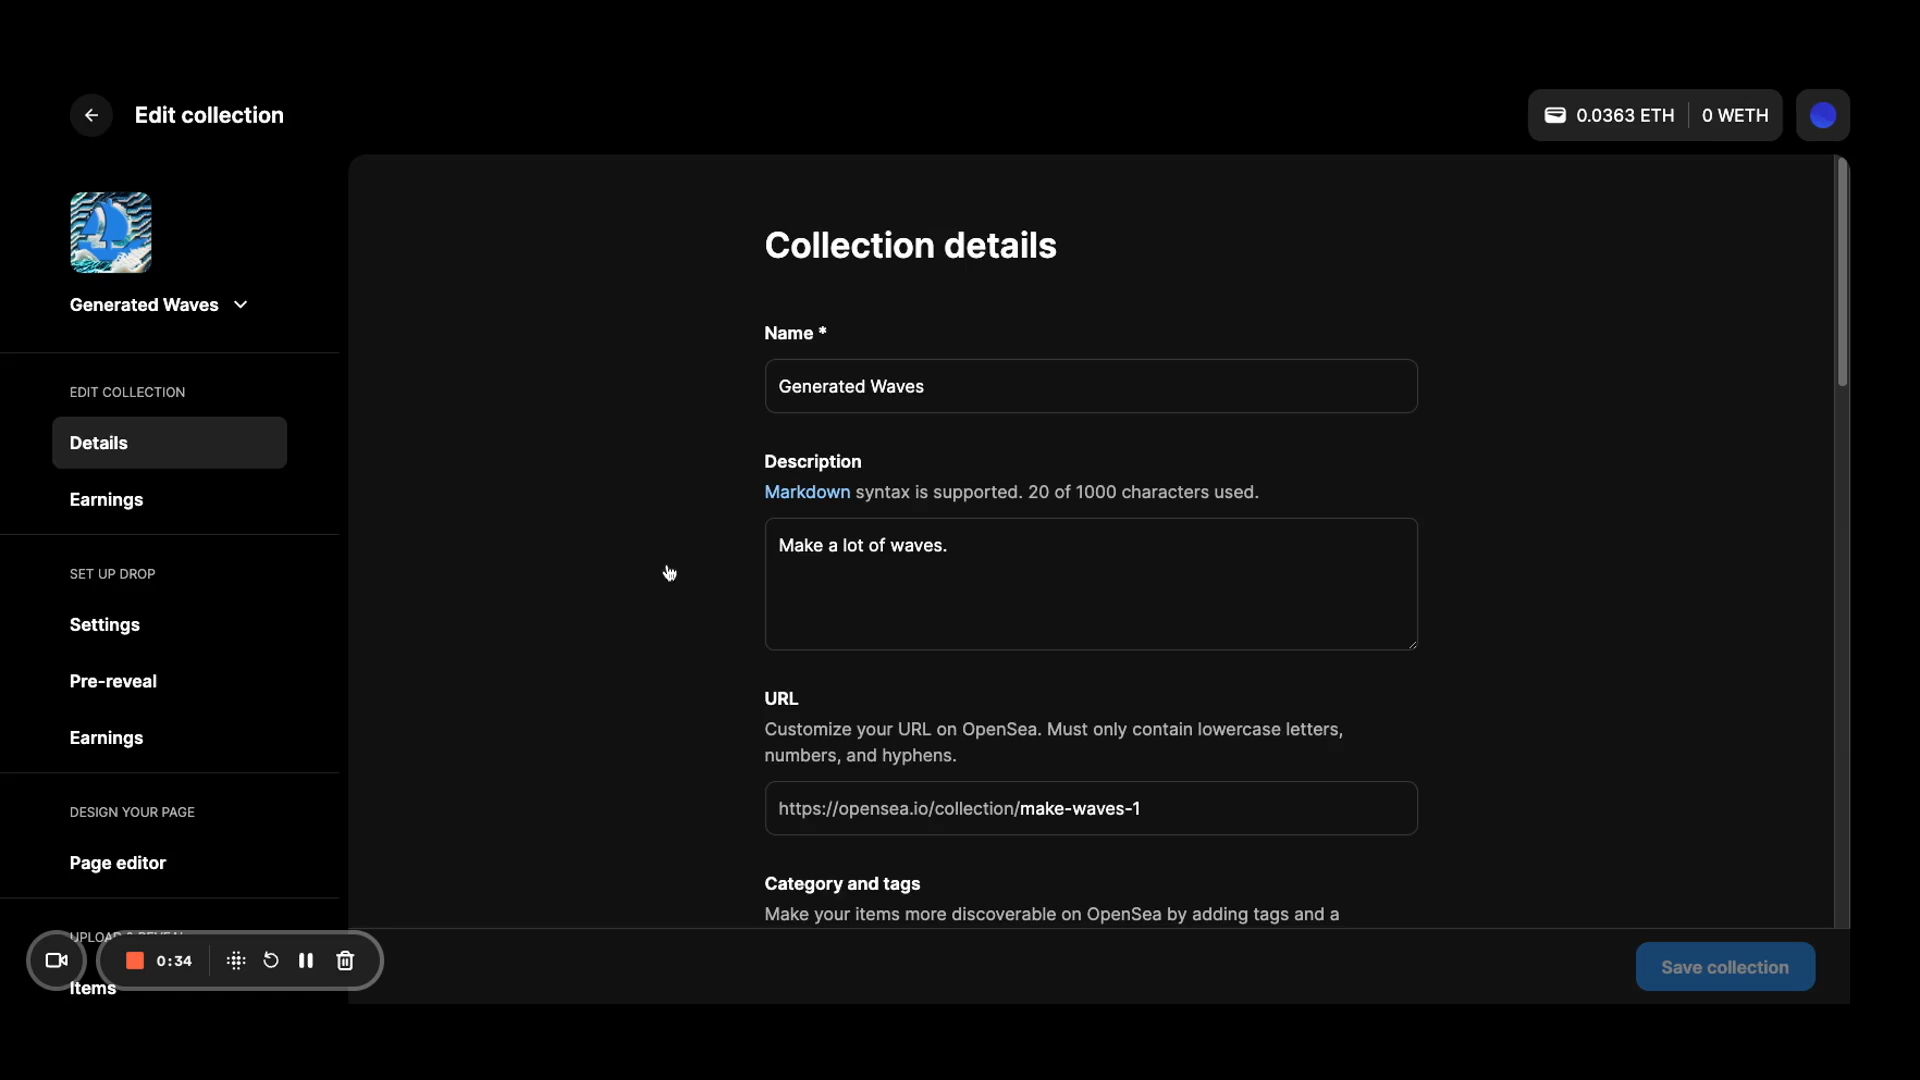 Edit collection
0.0363 ETH
0 WETH
Generated Waves
EDIT COLLECTION
Details
Earnings
SET UP DROP
Settings
Pre-reveal
Earnings
DESIGN YOUR PAGE
Page editor
0:34
Items
Collection details
Name *
Generated Waves
Description
Markdown syntax is supported. 20 of 1000 characters used.
Make a lot of waves.
URL
Customize your URL on OpenSea. Must only contain lowercase letters,
numbers, and hyphens.
https://opensea.io/collection/make-waves-1
Category and tags
Make your items more discoverable on OpenSea by adding tags and a
Save collection